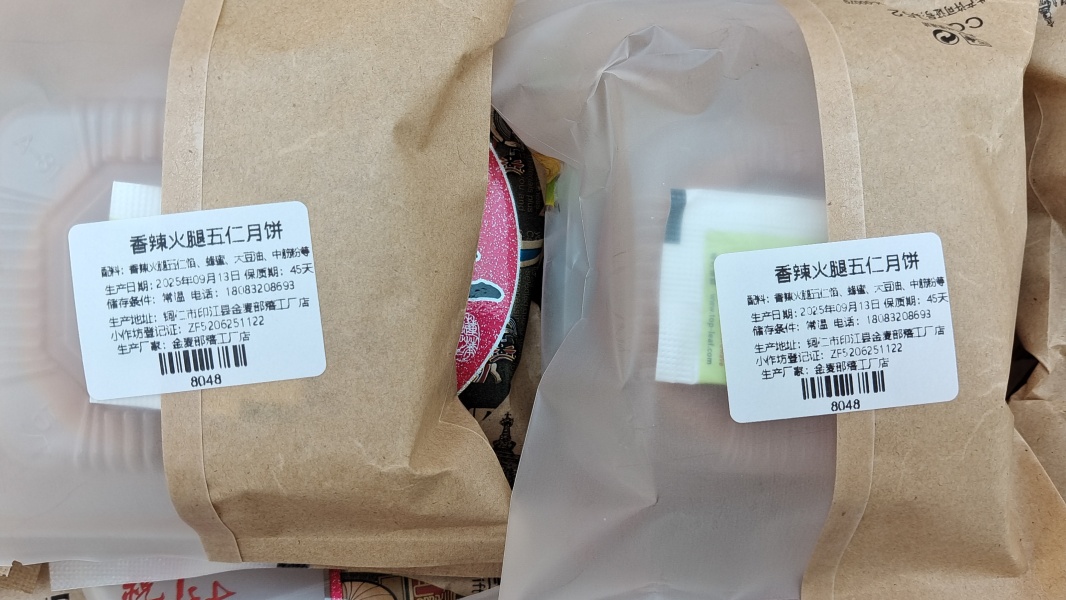 香辣火腿五仁月饼
配料：香辣火腿五仁馅、蜂蜜、大豆油、中筋粉等
生产日期：2025年09月13日 保质期：45天
储存条件：常温 电话：18083208693
生产地址：铜仁市印江县金麦郎熺工厂店
小作坊登记证：ZF5206251122
生产厂家：金麦郎熺工厂店
8048
香辣火腿五仁月饼
配料：香辣火腿五仁馅、蜂蜜、大豆油、中筋粉等
生产日期：2025年09月13日 保质期：45天
储存条件：常温 电话：18083208693
生产地址：铜仁市印江县金麦郎熺工厂店
小作坊登记证：ZF5206251122
生产厂家：金麦郎熺工厂店
8048